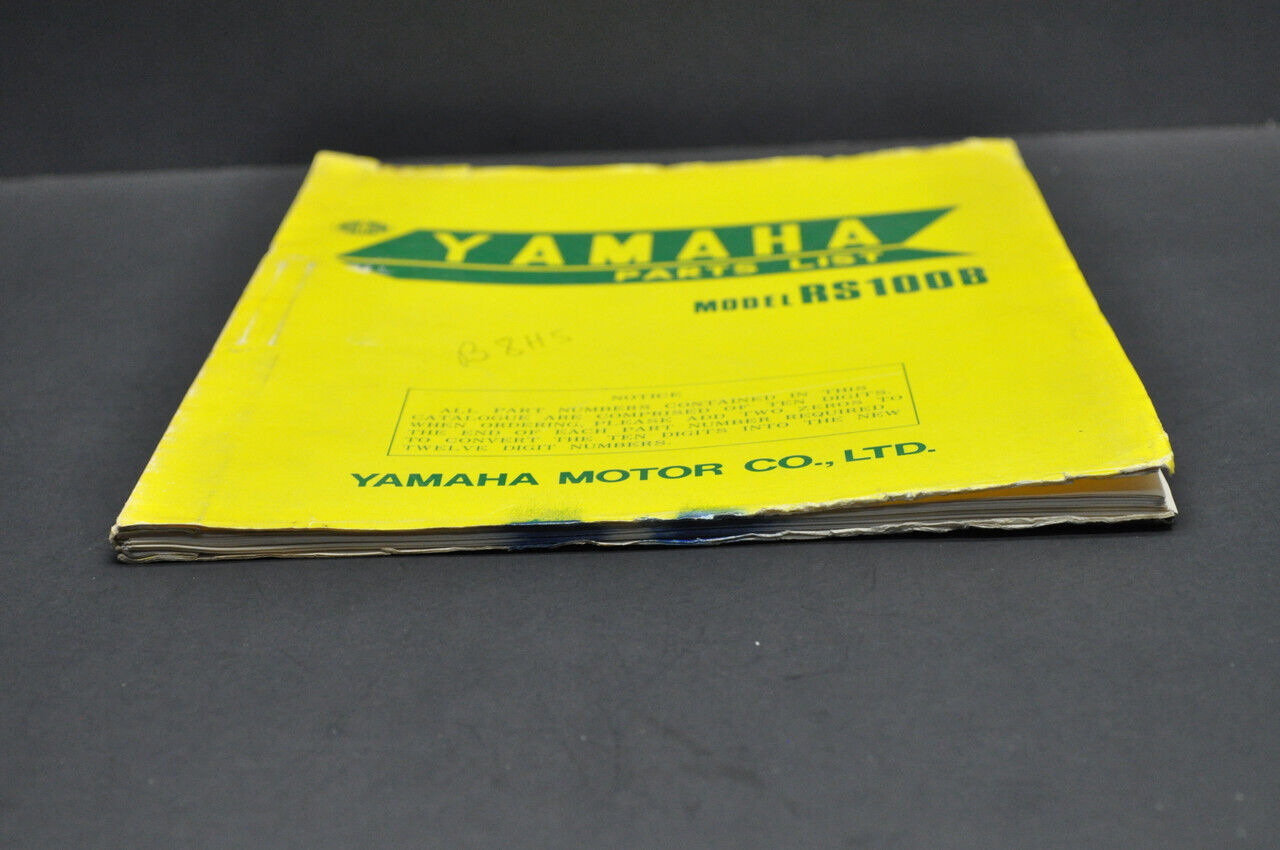 YAMAHA
PARTS LIST
MODEL RS100B
NOTICE
ALL PART NUMBERS CONTAINED IN THIS
CATALOGUE ARE COMPRISED OF TEN DIGITS.
WHEN ORDERING, PLEASE ADD TWO ZEROS TO
THE END OF EACH PART NUMBER REQUIRED
TO CONVERT THE TEN DIGITS INTO THE NEW
TWELVE DIGIT NUMBERS.
YAMAHA MOTOR CO., LTD.